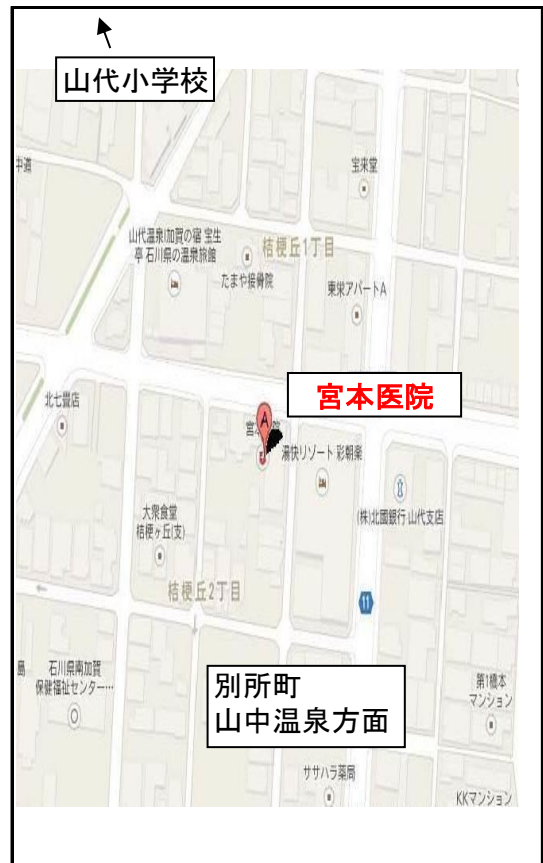 山代小学校
中道
宝来堂
山代温泉/加賀の宿 宝生
亭 石川県の温泉旅館
桔梗丘1丁目
たまや接骨院
東栄アパートA
宮本医院
北七疊店
A
湯快リゾート 彩朝楽
大衆食堂
桔梗ヶ丘(支)
(株)北國銀行 山代支店
桔梗丘2丁目
11
石川県南加賀
保健福祉センター…
別所町
山中温泉方面
第1橋本
マンション
ササハラ薬局
KKマンション